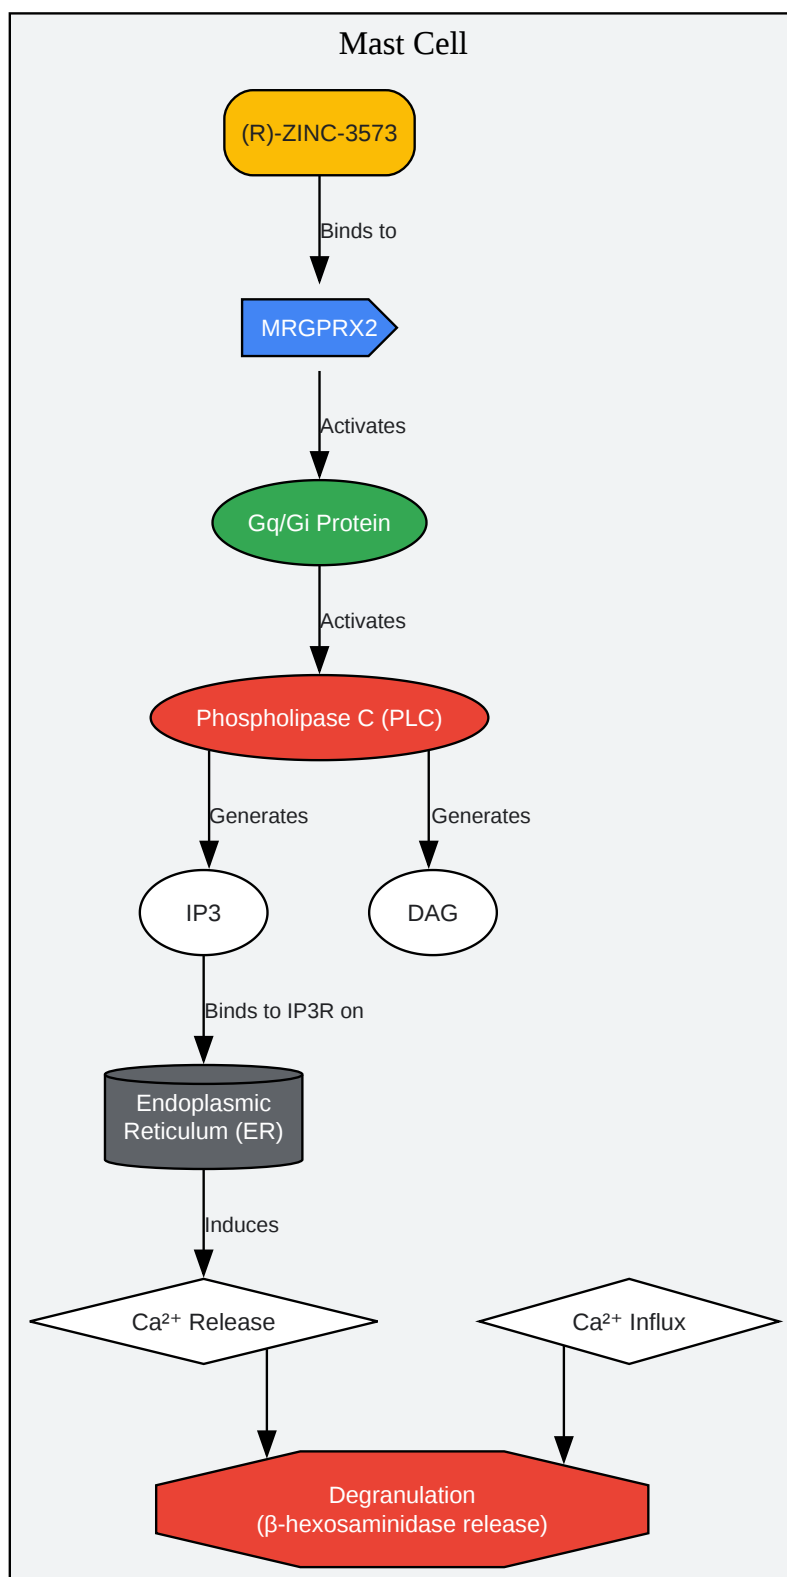 Mast Cell
(R)-ZINC-3573
Binds to
MRGPRX2
Activates
Gq/Gi Protein
Activates
Phospholipase C (PLC)
Generates
Generates
IP3
DAG
Binds to IP3R on
Endoplasmic
Reticulum (ER)
Induces
Ca²⁺ Release
Ca²⁺ Influx
Degranulation
(β-hexosaminidase release)